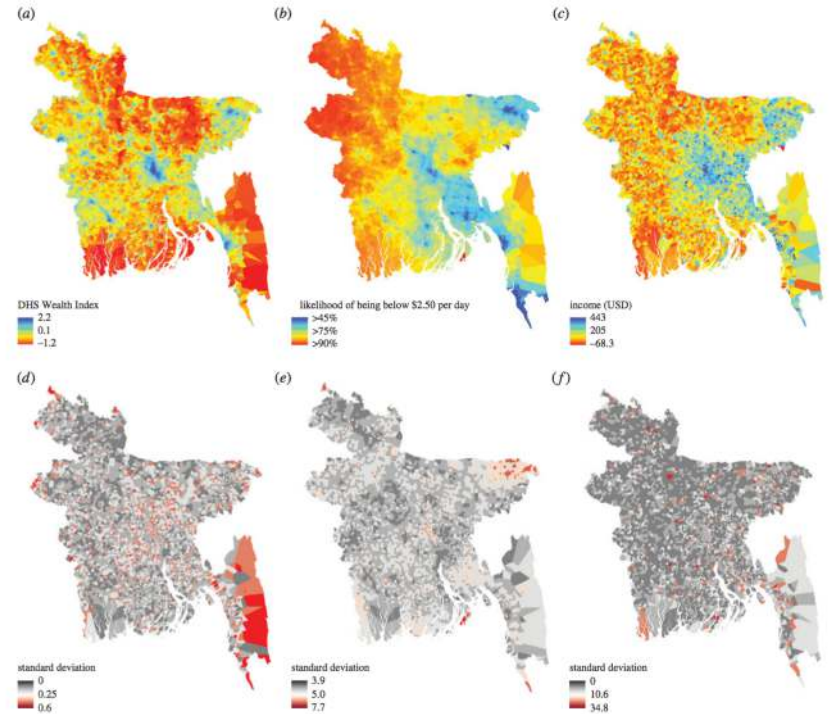 (a)
(b)
(c)
DHS Wealth Index
2.2
0.1
−1.2
likelihood of being below $2.50 per day
>45%
>75%
>90%
income (USD)
443
205
−68.3
(d)
(e)
(f)
standard deviation
0
0.25
0.6
standard deviation
3.9
5.0
7.7
standard deviation
0
10.6
34.8